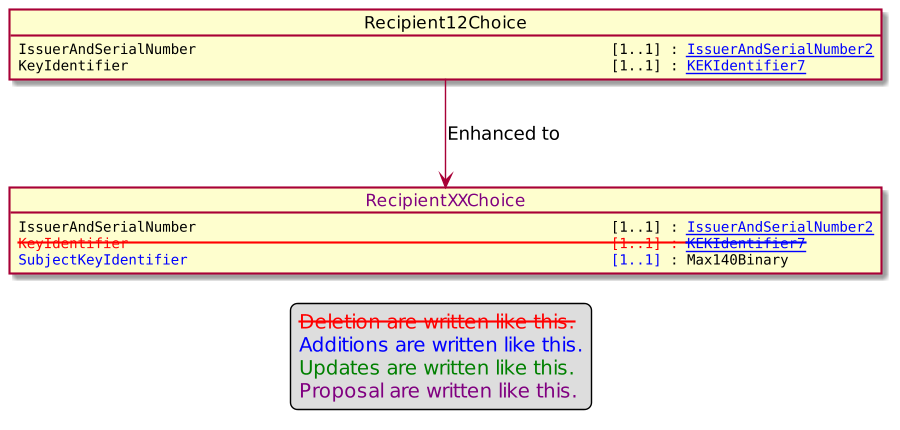 Recipient12Choice
IssuerAndSerialNumber [1..1] : IssuerAndSerialNumber2
KeyIdentifier [1..1] : KEKIdentifier7
Enhanced to
RecipientXXChoice
IssuerAndSerialNumber [1..1] : IssuerAndSerialNumber2
KeyIdentifier [1..1] : KEKIdentifier7
SubjectKeyIdentifier [1..1] : Max140Binary
Deletion are written like this.
Additions are written like this.
Updates are written like this.
Proposal are written like this.